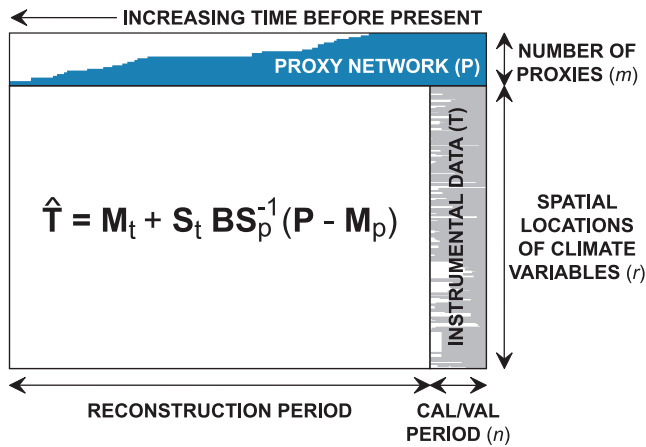 INCREASING TIME BEFORE PRESENT
PROXY NETWORK (P)
NUMBER OF
PROXIES (m)
T̂ = Mt + St BSp-1(P - Mp)
INSTRUMENTAL DATA (T)
SPATIAL
LOCATIONS
OF CLIMATE
VARIABLES (r)
RECONSTRUCTION PERIOD
CAL/VAL
PERIOD (n)